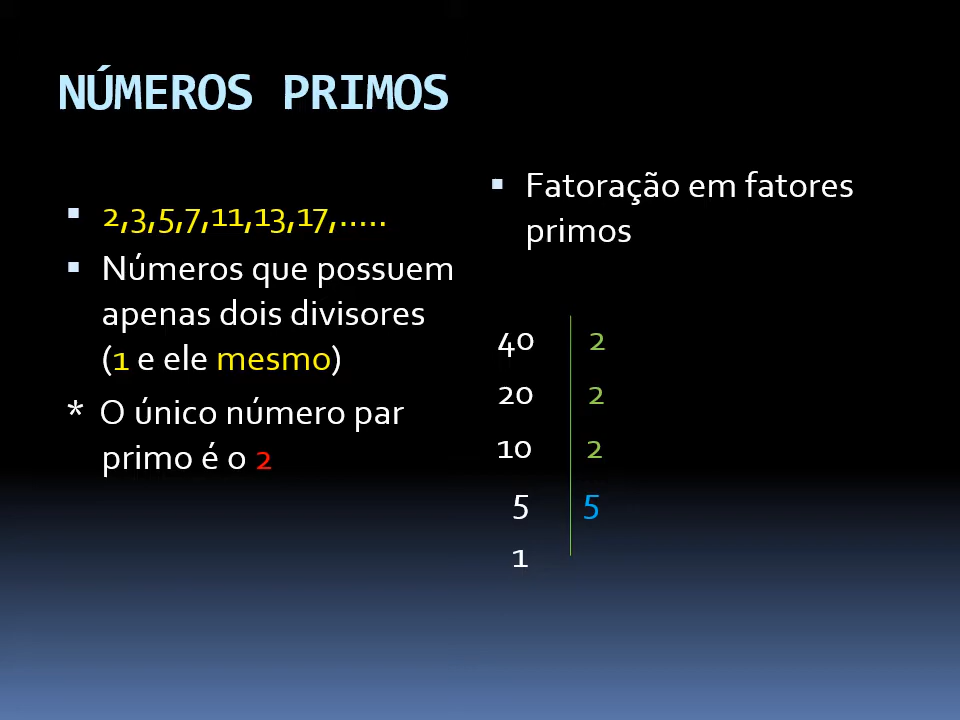 NÚMEROS PRIMOS
▪ 2,3,5,7,11,13,17,.....
▪ Números que possuem
apenas dois divisores
(1 e ele mesmo)
* O único número par
primo é o 2
▪ Fatoração em fatores
primos
40 2
20 2
10 2
5 5
1